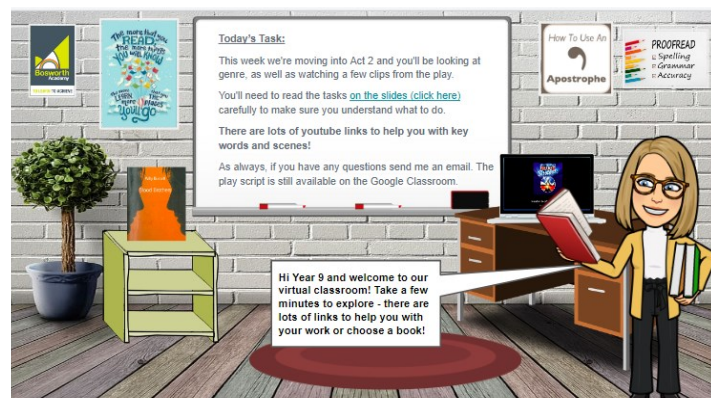 Today's Task:
This week we're moving into Act 2 and you'll be looking at
genre, as well as watching a few clips from the play.
You'll need to read the tasks on the slides (click here)
carefully to make sure you understand what to do.
There are lots of youtube links to help you with key
words and scenes!
As always, if you have any questions send me an email. The
play script is still available on the Google Classroom.
Bosworth
Academy
The more that you
READ,
the more things
YOU WILL KNOW
LEARN
THE
more
places
you'll go
How To Use An
Apostrophe
PROOFREAD
Spelling
Grammar
Accuracy
Hi Year 9 and welcome to our
virtual classroom! Take a few
minutes to explore - there are
lots of links to help you with
your work or choose a book!